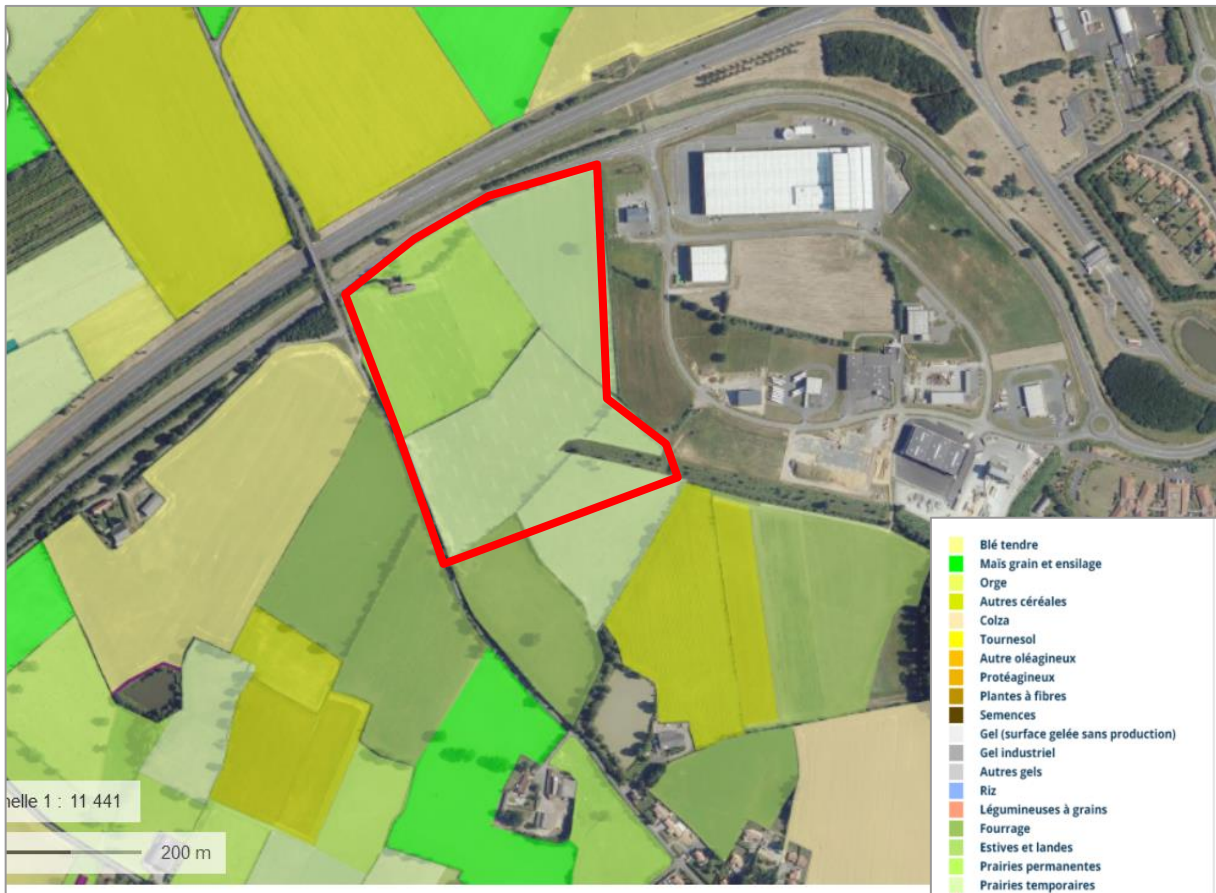 Blé tendre
Maïs grain et ensilage
Orge
Autres céréales
Colza
Tournesol
Autre oléagineux
Protéagineux
Plantes à fibres
Semences
Gel (surface gelée sans production)
Gel industriel
Autres gels
Riz
Légumineuses à grains
Fourrage
Estives et landes
Prairies permanentes
Prairies temporaires
nelle 1 : 11 441
200 m